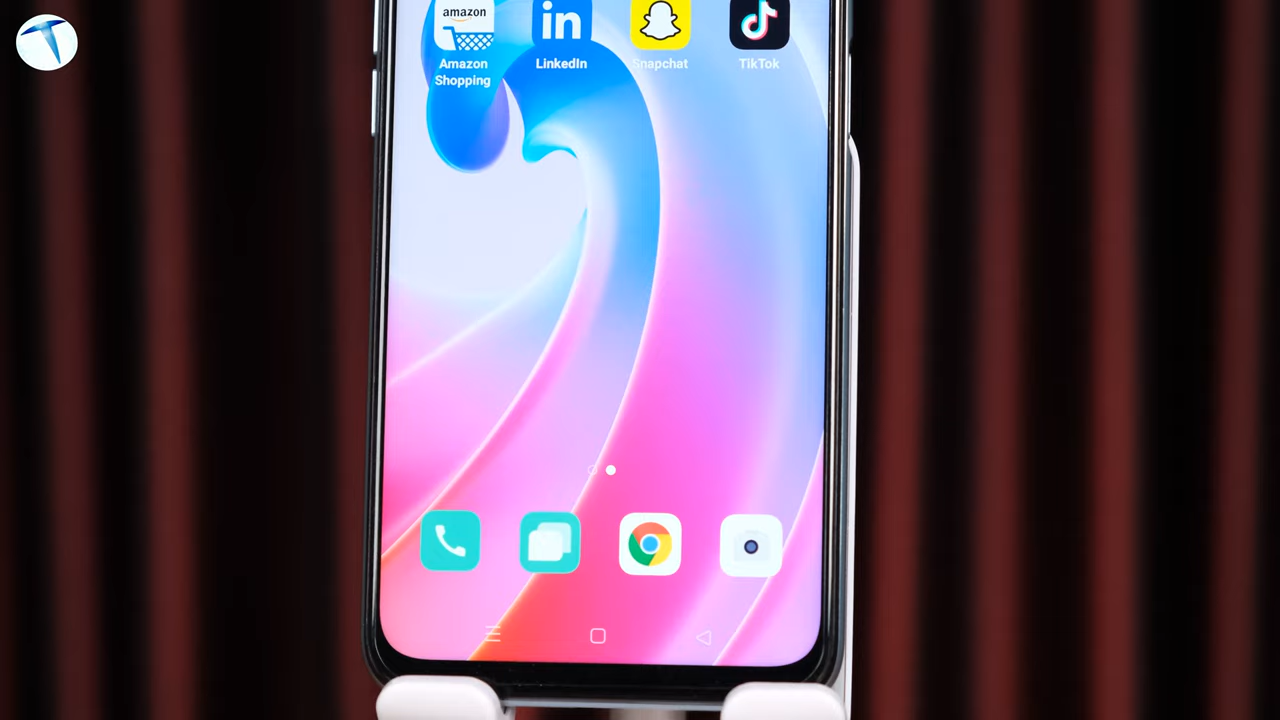 amazon
in
Amazon
Shopping
LinkedIn
Snapchat
TikTok